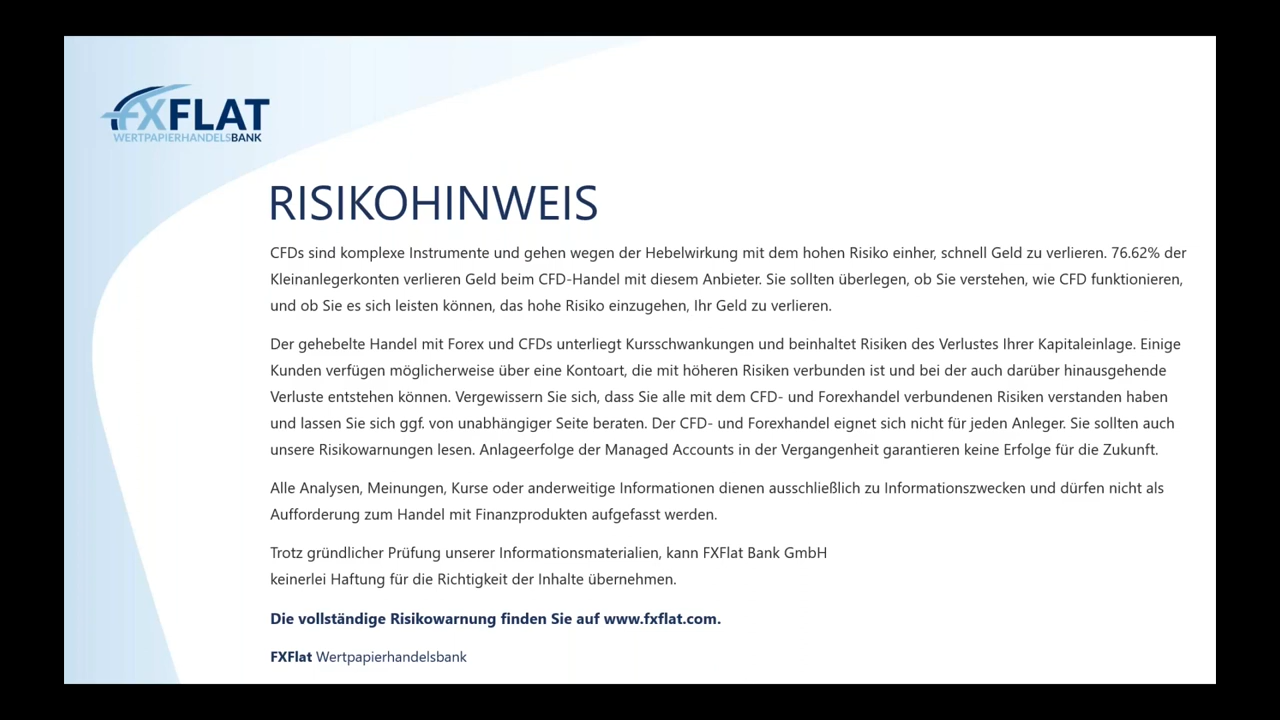 FXFLAT
WERTPAPIERHANDELSBANK
RISIKOHINWEIS
CFDs sind komplexe Instrumente und gehen wegen der Hebelwirkung mit dem hohen Risiko einher, schnell Geld zu verlieren. 76.62% der
Kleinanlegerkonten verlieren Geld beim CFD-Handel mit diesem Anbieter. Sie sollten überlegen, ob Sie verstehen, wie CFD funktionieren,
und ob Sie es sich leisten können, das hohe Risiko einzugehen, Ihr Geld zu verlieren.
Der gehebelte Handel mit Forex und CFDs unterliegt Kursschwankungen und beinhaltet Risiken des Verlustes Ihrer Kapitaleinlage. Einige
Kunden verfügen möglicherweise über eine Kontoart, die mit höheren Risiken verbunden ist und bei der auch darüber hinausgehende
Verluste entstehen können. Vergewissern Sie sich, dass Sie alle mit dem CFD- und Forexhandel verbundenen Risiken verstanden haben
und lassen Sie sich ggf. von unabhängiger Seite beraten. Der CFD- und Forexhandel eignet sich nicht für jeden Anleger. Sie sollten auch
unsere Risikowarnungen lesen. Anlageerfolge der Managed Accounts in der Vergangenheit garantieren keine Erfolge für die Zukunft.
Alle Analysen, Meinungen, Kurse oder anderweitige Informationen dienen ausschließlich zu Informationszwecken und dürfen nicht als
Aufforderung zum Handel mit Finanzprodukten aufgefasst werden.
Trotz gründlicher Prüfung unserer Informationsmaterialien, kann FXFlat Bank GmbH
keinerlei Haftung für die Richtigkeit der Inhalte übernehmen.
Die vollständige Risikowarnung finden Sie auf www.fxflat.com.
FXFlat Wertpapierhandelsbank